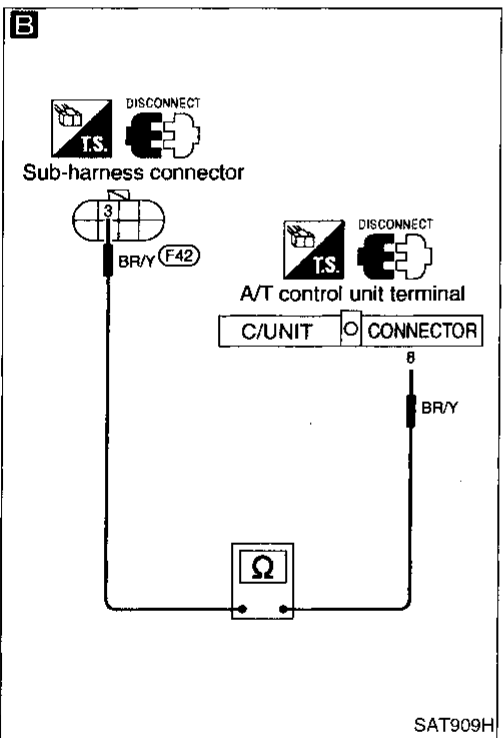 B
DISCONNECT
T.S.
Sub-harness connector
3
BR/Y F42
DISCONNECT
T.S.
A/T control unit terminal
C/UNIT CONNECTOR
8
BR/Y
Ω
SAT909H